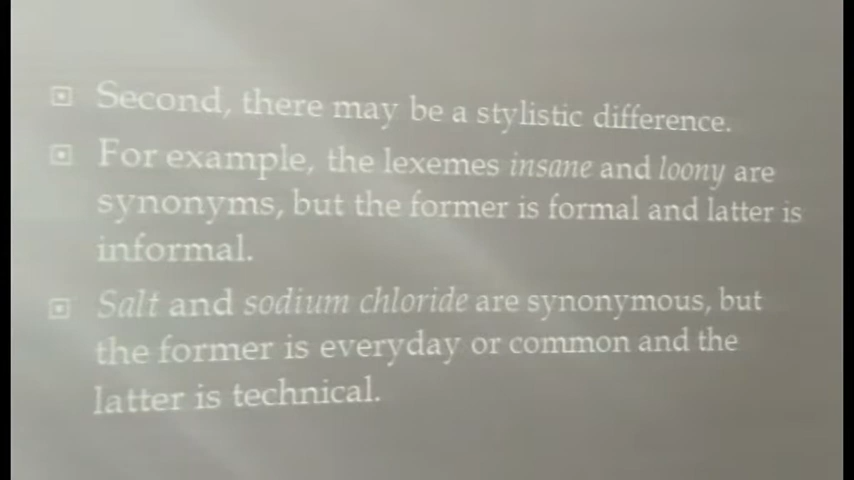 Second, there may be a stylistic difference.
For example, the lexemes insane and loony are
synonyms, but the former is formal and latter is
informal.
Salt and sodium chloride are synonymous, but
the former is everyday or common and the
latter is technical.